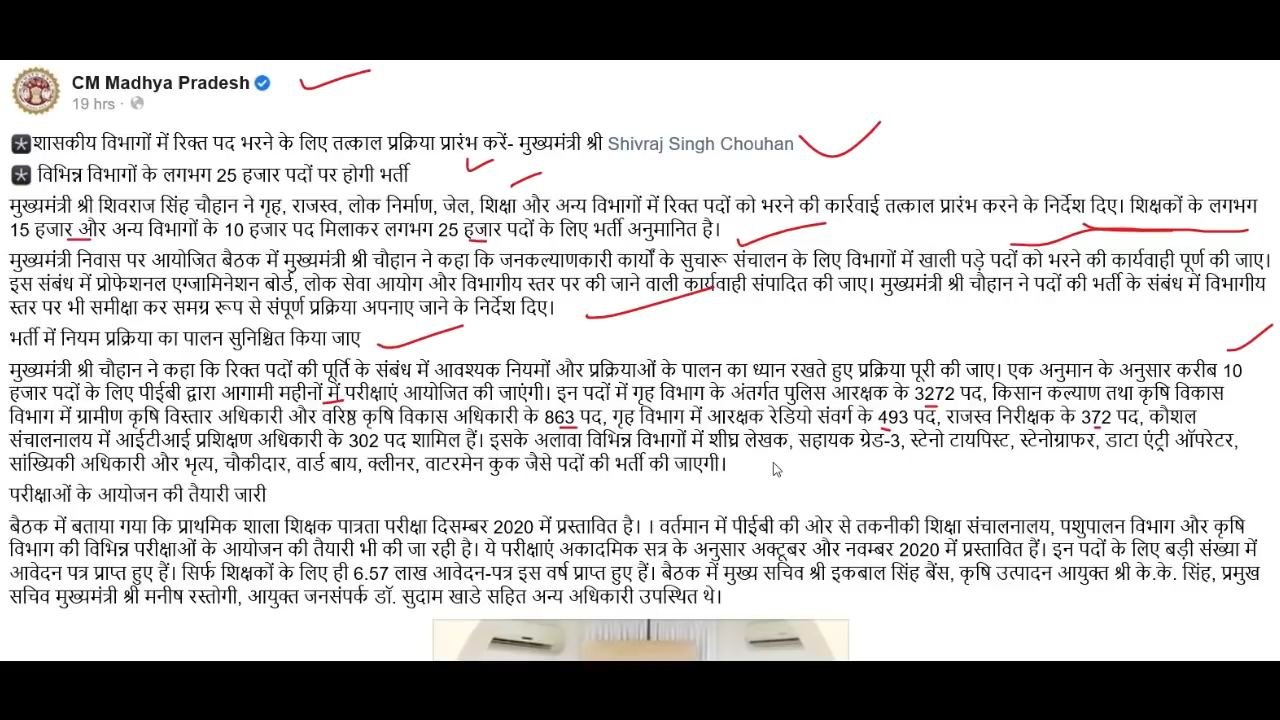 CM Madhya Pradesh
19 hrs ·
शासकीय विभागों में रिक्त पद भरने के लिए तत्काल प्रक्रिया प्रारंभ करें- मुख्यमंत्री श्री Shivraj Singh Chouhan
विभिन्न विभागों के लगभग 25 हजार पदों पर होगी भर्ती
मुख्यमंत्री श्री शिवराज सिंह चौहान ने गृह, राजस्व, लोक निर्माण, जेल, शिक्षा और अन्य विभागों में रिक्त पदों को भरने की कार्रवाई तत्काल प्रारंभ करने के निर्देश दिए। शिक्षकों के लगभग
15 हजार और अन्य विभागों के 10 हजार पद मिलाकर लगभग 25 हजार पदों के लिए भर्ती अनुमानित है।
मुख्यमंत्री निवास पर आयोजित बैठक में मुख्यमंत्री श्री चौहान ने कहा कि जनकल्याणकारी कार्यों के सुचारू संचालन के लिए विभागों में खाली पड़े पदों को भरने की कार्यवाही पूर्ण की जाए।
इस संबंध में प्रोफेशनल एग्जामिनेशन बोर्ड, लोक सेवा आयोग और विभागीय स्तर पर की जाने वाली कार्यवाही संपादित की जाए। मुख्यमंत्री श्री चौहान ने पदों की भर्ती के संबंध में विभागीय
स्तर पर भी समीक्षा कर समग्र रूप से संपूर्ण प्रक्रिया अपनाए जाने के निर्देश दिए।
भर्ती में नियम प्रक्रिया का पालन सुनिश्चित किया जाए
मुख्यमंत्री श्री चौहान ने कहा कि रिक्त पदों की पूर्ति के संबंध में आवश्यक नियमों और प्रक्रियाओं के पालन का ध्यान रखते हुए प्रक्रिया पूरी की जाए। एक अनुमान के अनुसार करीब 10
हजार पदों के लिए पीईबी द्वारा आगामी महीनों में परीक्षाएं आयोजित की जाएंगी। इन पदों में गृह विभाग के अंतर्गत पुलिस आरक्षक के 3272 पद, किसान कल्याण तथा कृषि विकास
विभाग में ग्रामीण कृषि विस्तार अधिकारी और वरिष्ठ कृषि विकास अधिकारी के 863 पद, गृह विभाग में आरक्षक रेडियो संवर्ग के 493 पद, राजस्व निरीक्षक के 372 पद, कौशल
संचालनालय में आईटीआई प्रशिक्षण अधिकारी के 302 पद शामिल हैं। इसके अलावा विभिन्न विभागों में शीघ्र लेखक, सहायक ग्रेड-3, स्टेनो टायपिस्ट, स्टेनोग्राफर, डाटा एंट्री ऑपरेटर,
सांख्यिकी अधिकारी और भृत्य, चौकीदार, वार्ड बाय, क्लीनर, वाटरमेन कुक जैसे पदों की भर्ती की जाएगी।
परीक्षाओं के आयोजन की तैयारी जारी
बैठक में बताया गया कि प्राथमिक शाला शिक्षक पात्रता परीक्षा दिसम्बर 2020 में प्रस्तावित है। । वर्तमान में पीईबी की ओर से तकनीकी शिक्षा संचालनालय, पशुपालन विभाग और कृषि
विभाग की विभिन्न परीक्षाओं के आयोजन की तैयारी भी की जा रही है। ये परीक्षाएं अकादमिक सत्र के अनुसार अक्टूबर और नवम्बर 2020 में प्रस्तावित हैं। इन पदों के लिए बड़ी संख्या में
आवेदन पत्र प्राप्त हुए हैं। सिर्फ शिक्षकों के लिए ही 6.57 लाख आवेदन-पत्र इस वर्ष प्राप्त हुए हैं। बैठक में मुख्य सचिव श्री इकबाल सिंह बैंस, कृषि उत्पादन आयुक्त श्री के.के. सिंह, प्रमुख
सचिव मुख्यमंत्री श्री मनीष रस्तोगी, आयुक्त जनसंपर्क डॉ. सुदाम खाडे सहित अन्य अधिकारी उपस्थित थे।